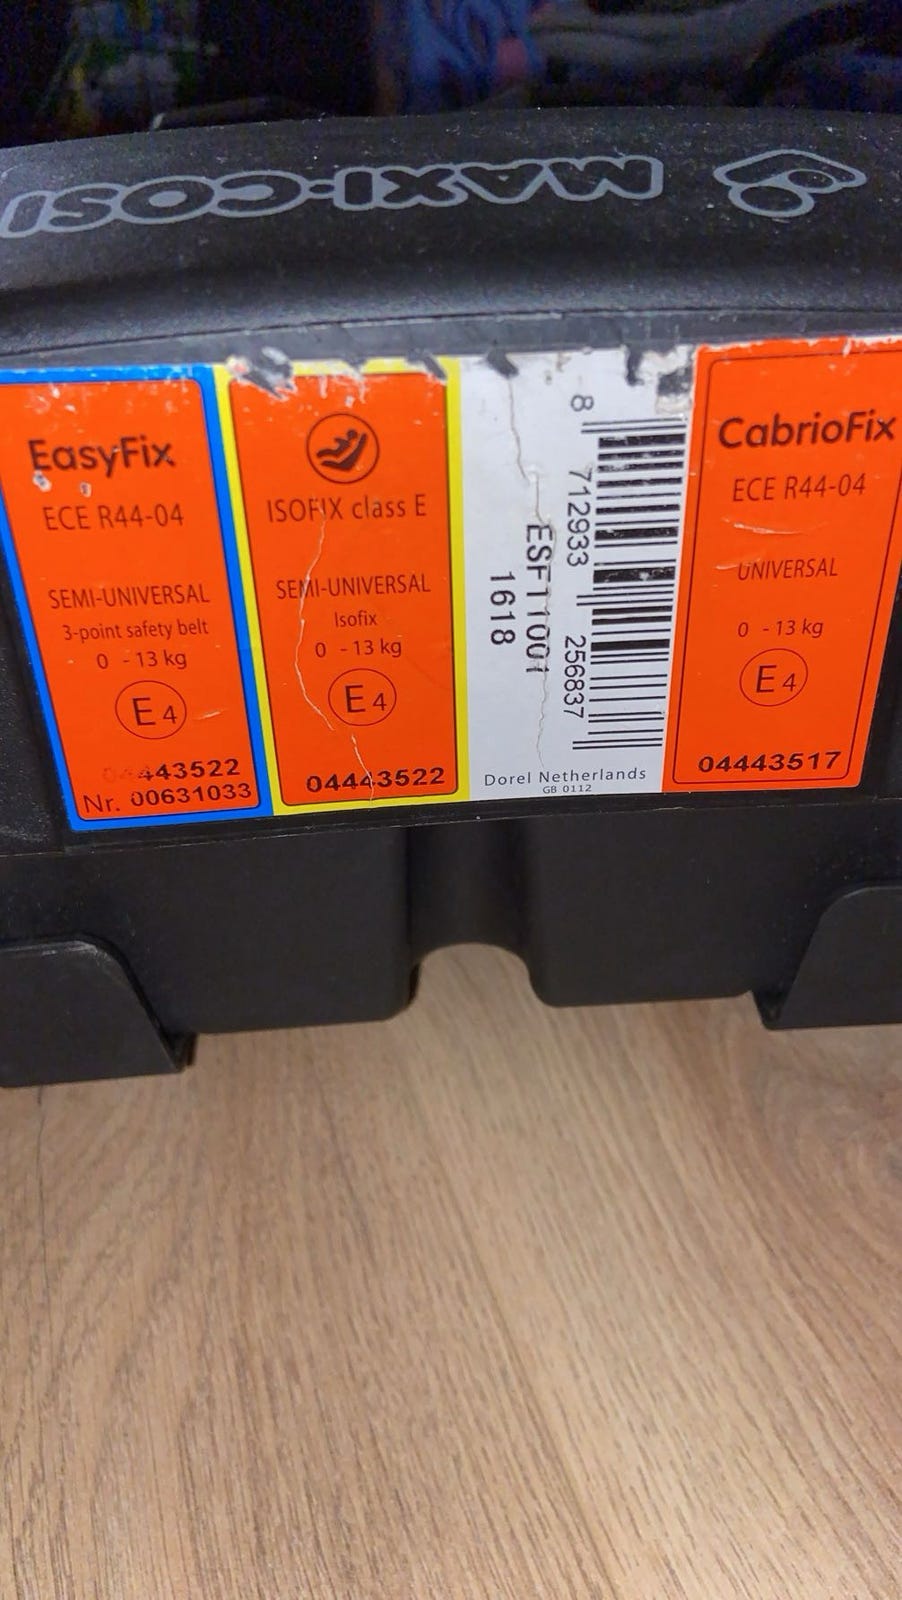 MAXI-COSI
EasyFix
ECE R44-04
SEMI-UNIVERSAL
3-point safety belt
0 - 13 kg
E4
04443522
Nr. 00631033
ISOFIX class E
SEMI-UNIVERSAL
Isofix
0 - 13 kg
E4
04443522
8 712933 256837
ESF11001
1618
Dorel Netherlands
GB 0112
CabrioFix
ECE R44-04
UNIVERSAL
0 - 13 kg
E4
04443517